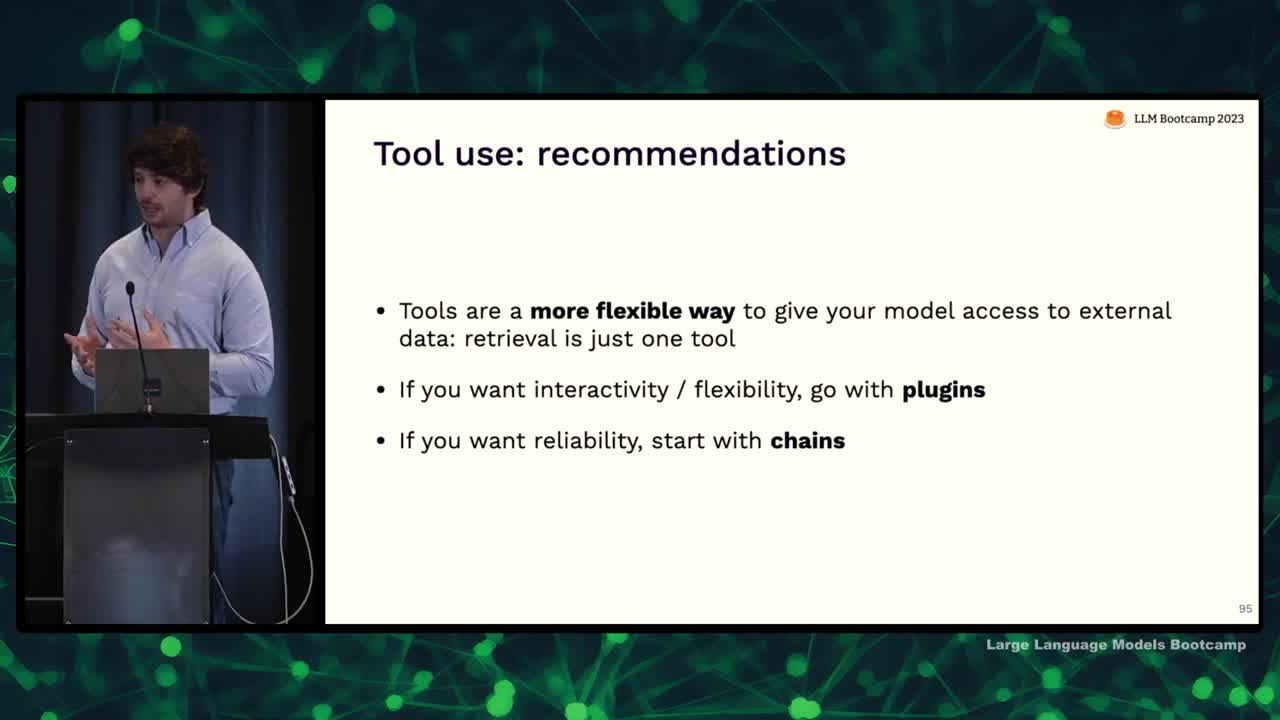 LLM Bootcamp 2023
Tool use: recommendations
• Tools are a more flexible way to give your model access to external
data: retrieval is just one tool
• If you want interactivity / flexibility, go with plugins
• If you want reliability, start with chains
95
Large Language Models Bootcamp